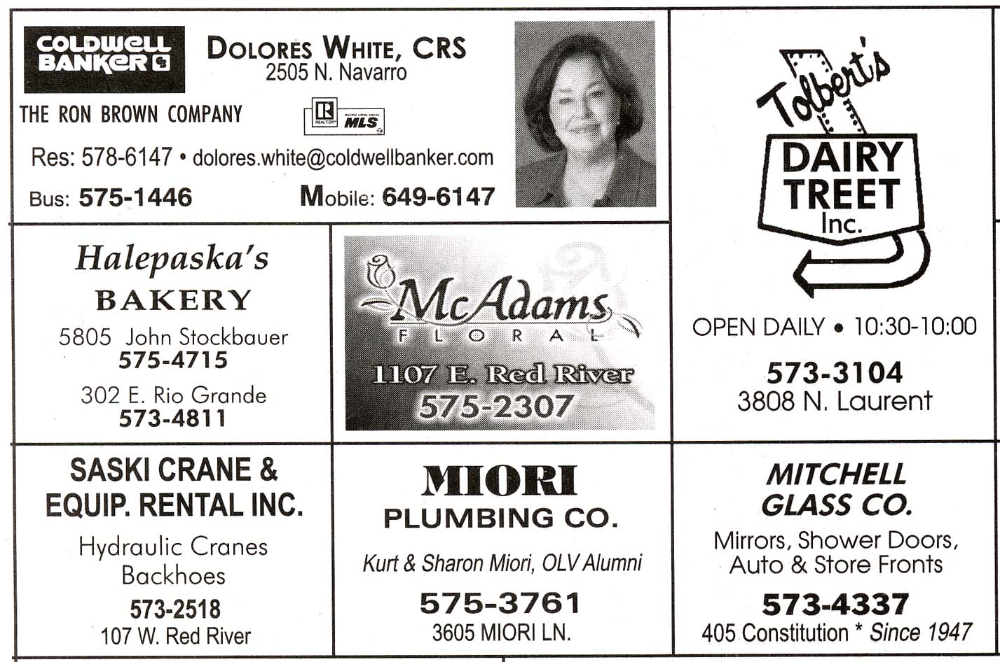 COLDWELL
BANKER
DOLORES WHITE, CRS
2505 N. Navarro
THE RON BROWN COMPANY
R
REALTOR®
MULTIPLE LISTING SERVICE
MLS
Res: 578-6147 • dolores.white@coldwellbanker.com
Bus: 575-1446
Mobile: 649-6147
Tolbert's
DAIRY
TREET
Inc.
OPEN DAILY • 10:30-10:00
573-3104
3808 N. Laurent
Halepaska's
BAKERY
5805 John Stockbauer
575-4715
302 E. Rio Grande
573-4811
McAdams
FLORAL
1107 E. Red River
575-2307
SASKI CRANE &
EQUIP. RENTAL INC.
Hydraulic Cranes
Backhoes
573-2518
107 W. Red River
MIORI
PLUMBING CO.
Kurt & Sharon Miori, OLV Alumni
575-3761
3605 MIORI LN.
MITCHELL
GLASS CO.
Mirrors, Shower Doors,
Auto & Store Fronts
573-4337
405 Constitution * Since 1947